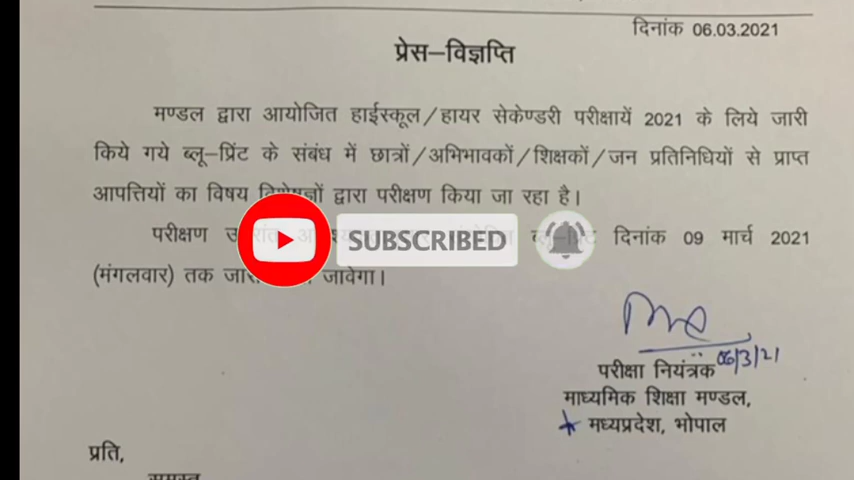 दिनांक 06.03.2021
प्रेस–विज्ञप्ति
मण्डल द्वारा आयोजित हाईस्कूल/हायर सेकेण्डरी परीक्षायें 2021 के लिये जारी
किये गये ब्लू–प्रिंट के संबंध में छात्रों/अभिभावकों/शिक्षकों/जन प्रतिनिधियों से प्राप्त
आपत्तियों का विषय विशेषज्ञों द्वारा परीक्षण किया जा रहा है।
परीक्षण ब्लू–प्रिंट दिनांक 09 मार्च 2021
SUBSCRIBED
(मंगलवार) तक जावेगा।
06/3/21
परीक्षा नियंत्रक
माध्यमिक शिक्षा मण्डल,
मध्यप्रदेश, भोपाल
प्रति,
समस्त